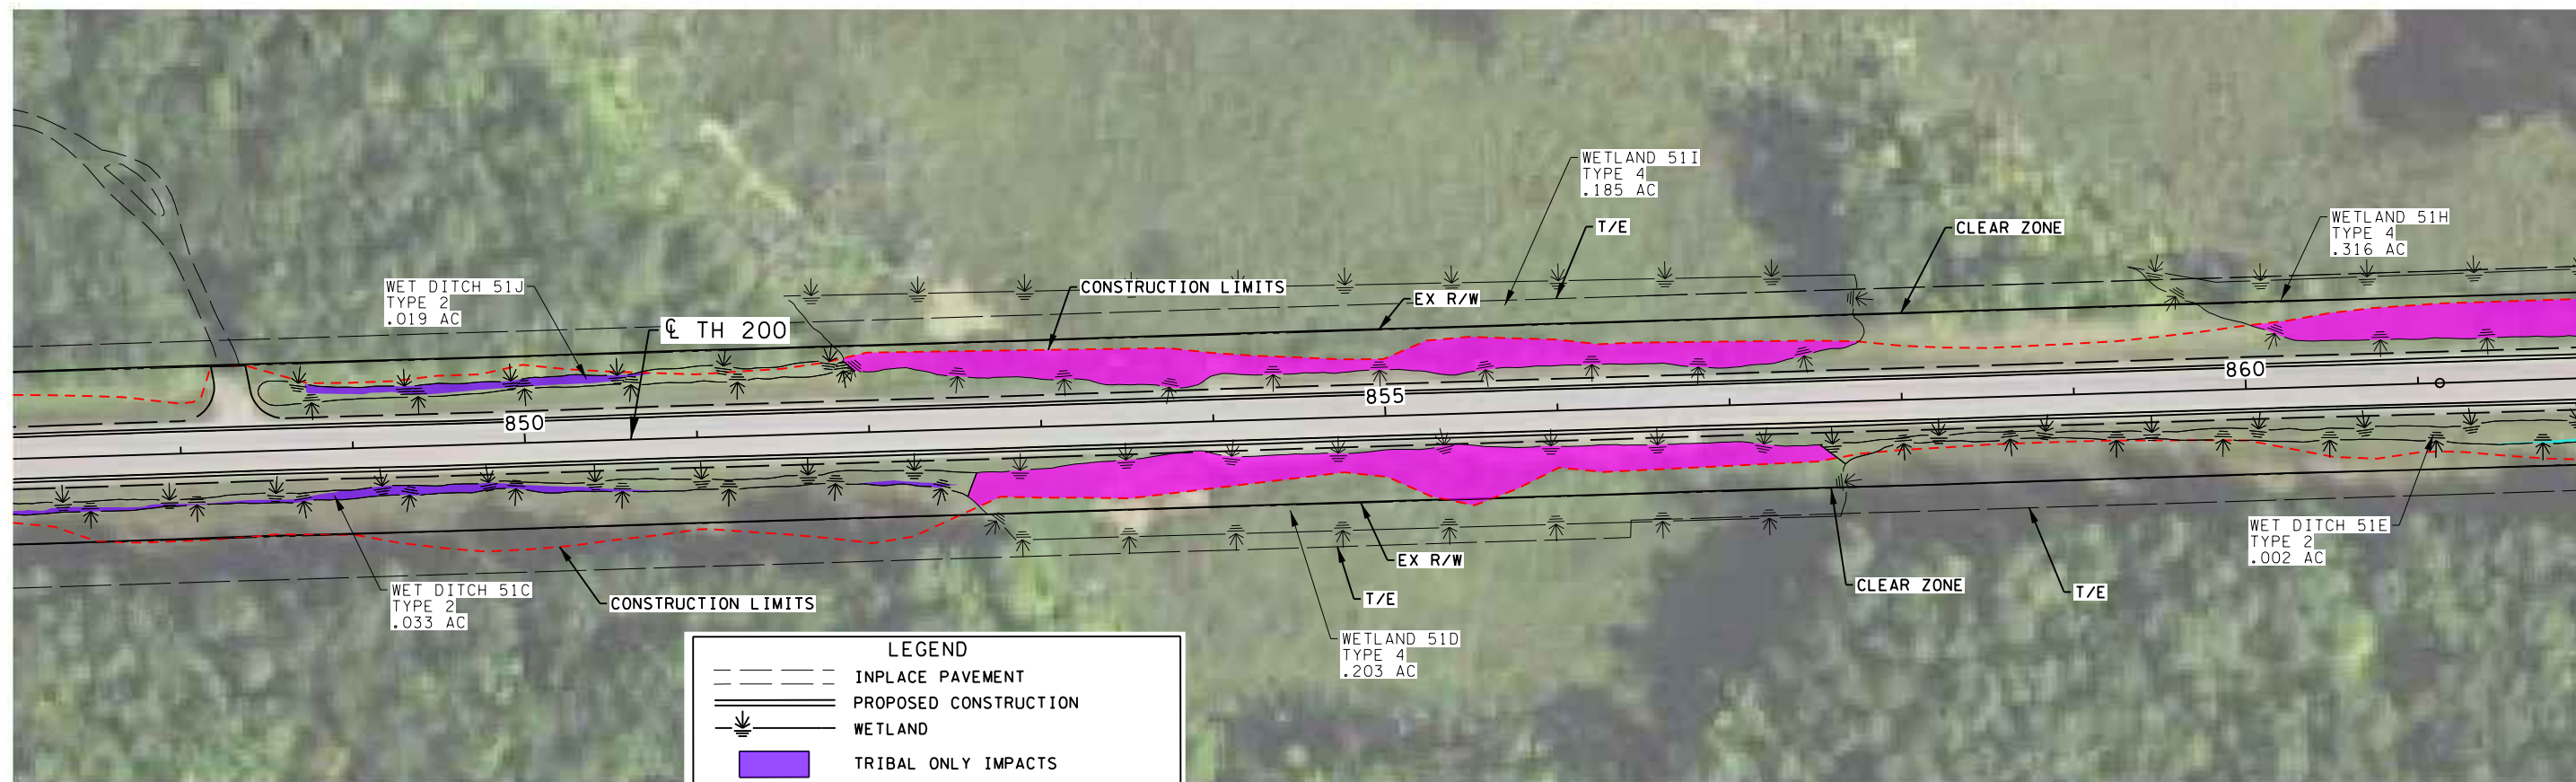 WETLAND 51I
TYPE 4
.185 AC
T/E
CLEAR ZONE
WETLAND 51H
TYPE 4
.316 AC
WET DITCH 51J
TYPE 2
.019 AC
CONSTRUCTION LIMITS
EX R/W
℄ TH 200
850
855
860
WET DITCH 51C
TYPE 2
.033 AC
CONSTRUCTION LIMITS
EX R/W
T/E
WETLAND 51D
TYPE 4
.203 AC
CLEAR ZONE
T/E
WET DITCH 51E
TYPE 2
.002 AC
LEGEND
INPLACE PAVEMENT
PROPOSED CONSTRUCTION
WETLAND
TRIBAL ONLY IMPACTS